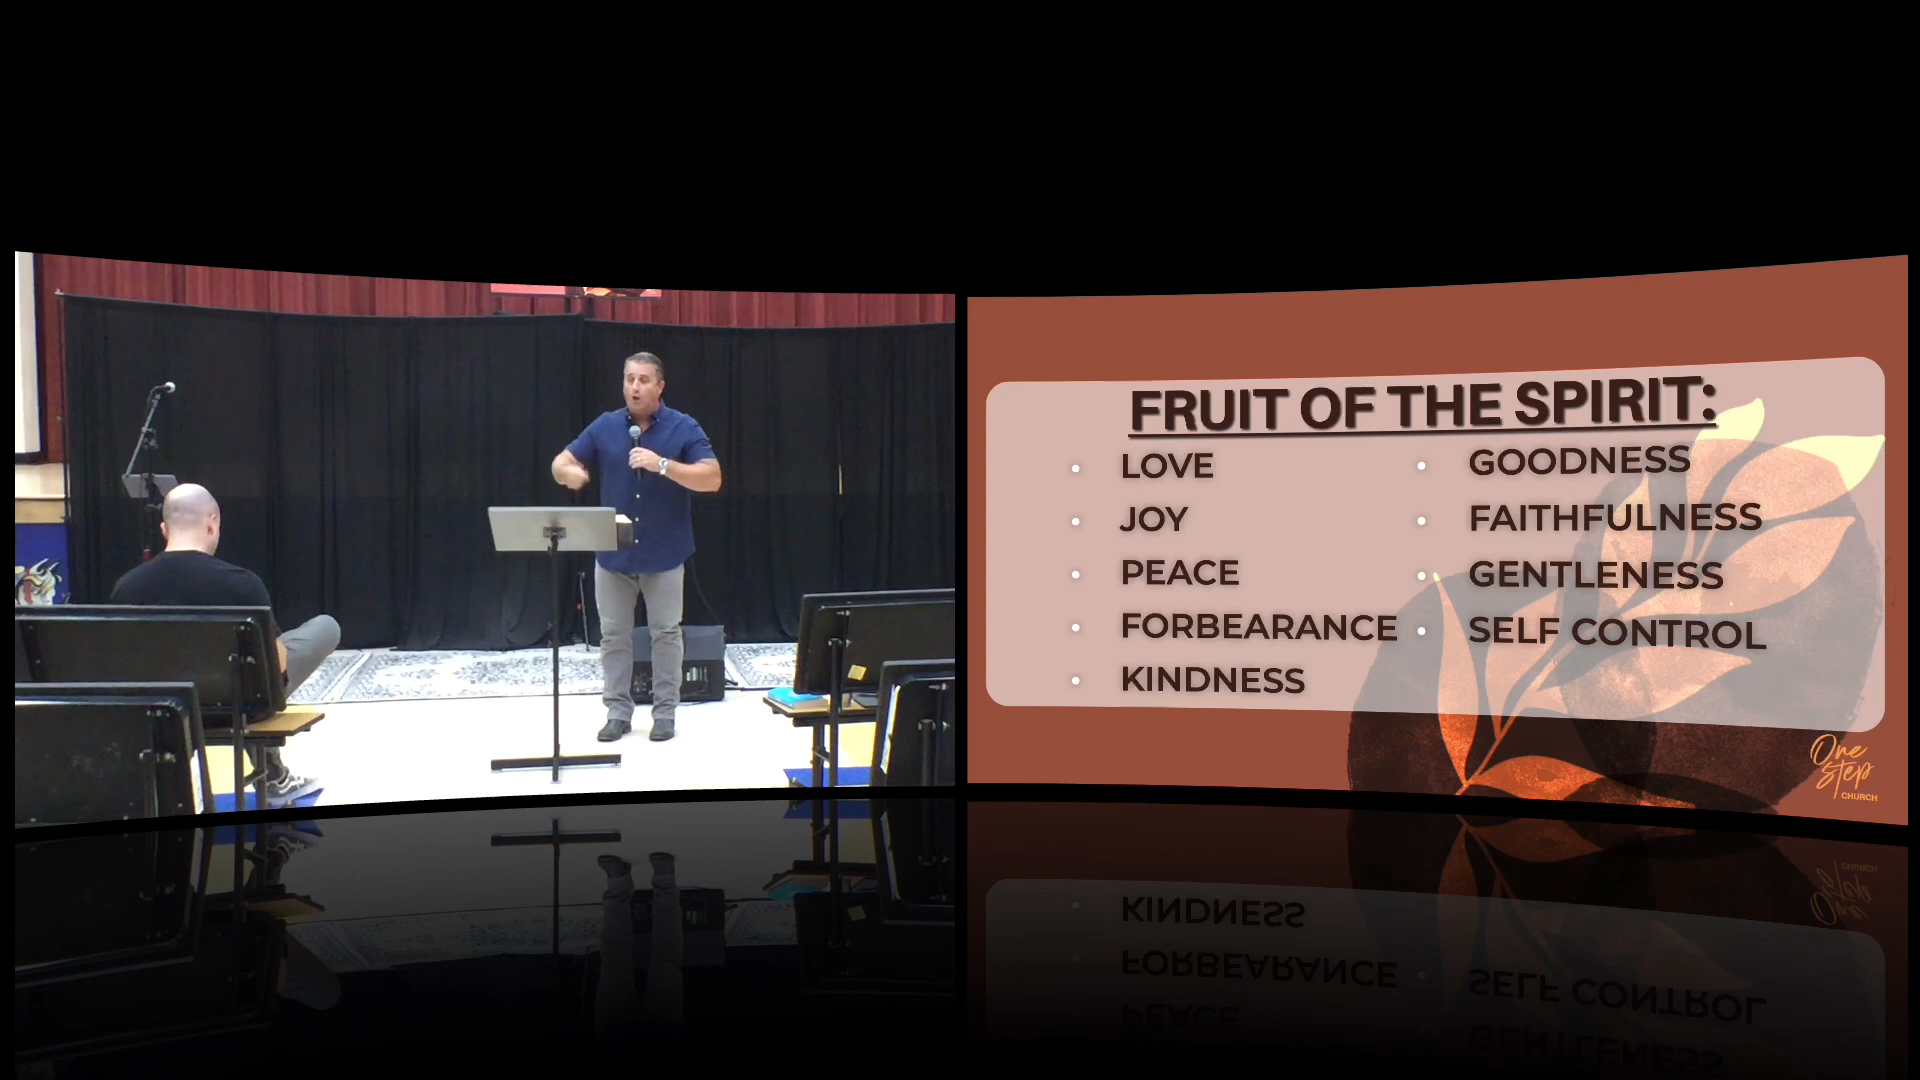 FRUIT OF THE SPIRIT:
• LOVE
• JOY
• PEACE
• FORBEARANCE
• KINDNESS
• GOODNESS
• FAITHFULNESS
• GENTLENESS
• SELF CONTROL
One
Step
CHURCH